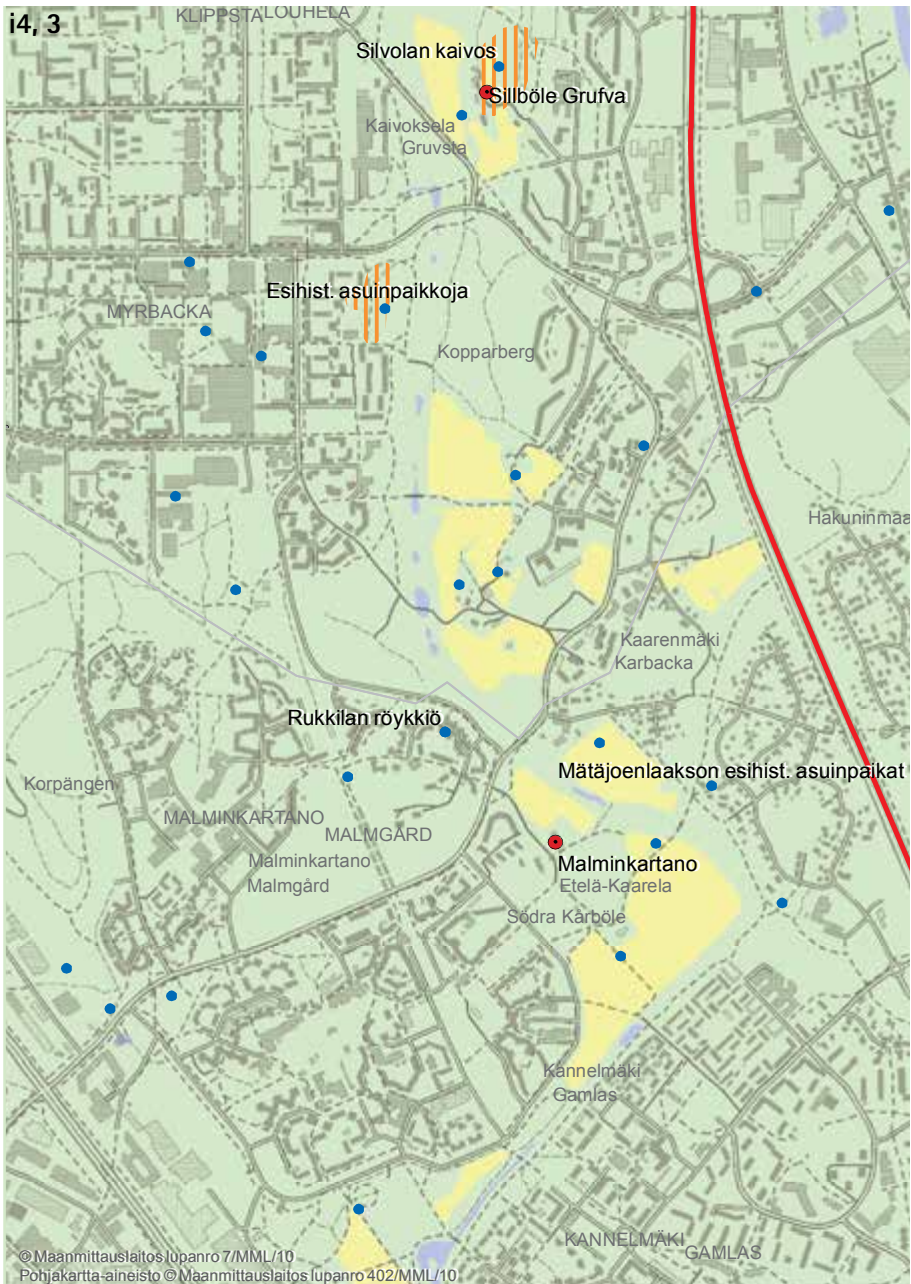 i4, 3
KLIPPSTA
LOUHELA
Silvolan kaivos
Sillböle Grufva
Kaivoksela
Gruvsta
Esihist. asuinpaikkoja
MYRBACKA
Kopparberg
Hakuninmaa
Kaarenmäki
Karbacka
Rukkilan röykkiö
Mätäjoenlaakson esihist. asuinpaikat
Korpängen
MALMINKARTANO
MALMGÅRD
Malminkartano
Malmgård
Malminkartano
Etelä-Kaarela
Södra Kårböle
Kannelmäki
Gamlas
KANNELMÄKI
GAMLAS
© Maanmittauslaitos lupanro 7/MML/10
Pohjakartta-aineisto © Maanmittauslaitos lupanro 402/MML/10